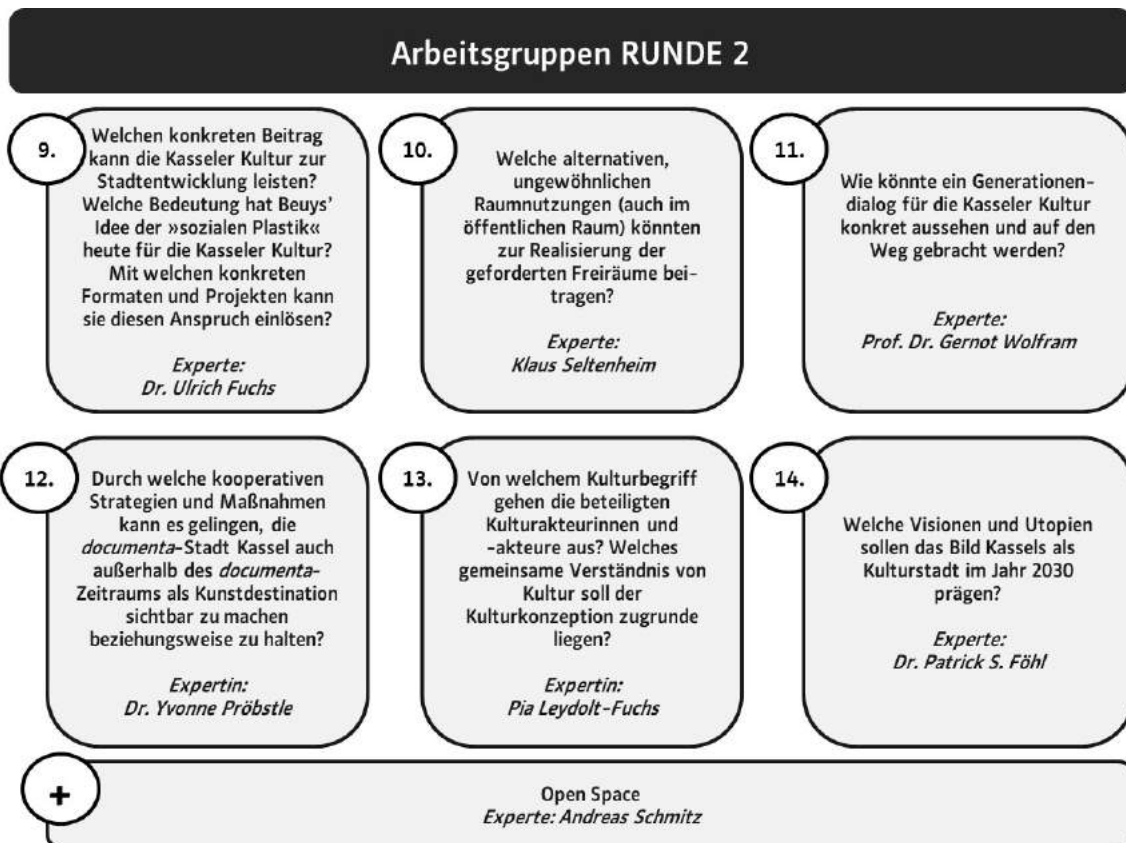 Arbeitsgruppen RUNDE 2
9.
Welchen konkreten Beitrag
kann die Kasseler Kultur zur
Stadtentwicklung leisten?
Welche Bedeutung hat Beuys'
Idee der »sozialen Plastik«
heute für die Kasseler Kultur?
Mit welchen konkreten
Formaten und Projekten kann
sie diesen Anspruch einlösen?
Experte:
Dr. Ulrich Fuchs
10.
Welche alternativen,
ungewöhnlichen
Raumnutzungen (auch im
öffentlichen Raum) könnten
zur Realisierung der
geforderten Freiräume bei-
tragen?
Experte:
Klaus Seltenheim
11.
Wie könnte ein Generationen-
dialog für die Kasseler Kultur
konkret aussehen und auf den
Weg gebracht werden?
Experte:
Prof. Dr. Gernot Wolfram
12.
Durch welche kooperativen
Strategien und Maßnahmen
kann es gelingen, die
documenta-Stadt Kassel auch
außerhalb des documenta-
Zeitraums als Kunstdestination
sichtbar zu machen
beziehungsweise zu halten?
Expertin:
Dr. Yvonne Pröbstle
13.
Von welchem Kulturbegriff
gehen die beteiligten
Kulturakteurinnen und
-akteure aus? Welches
gemeinsame Verständnis von
Kultur soll der
Kulturkonzeption zugrunde
liegen?
Expertin:
Pia Leydolt-Fuchs
14.
Welche Visionen und Utopien
sollen das Bild Kassels als
Kulturstadt im Jahr 2030
prägen?
Experte:
Dr. Patrick S. Föhl
+
Open Space
Experte: Andreas Schmitz